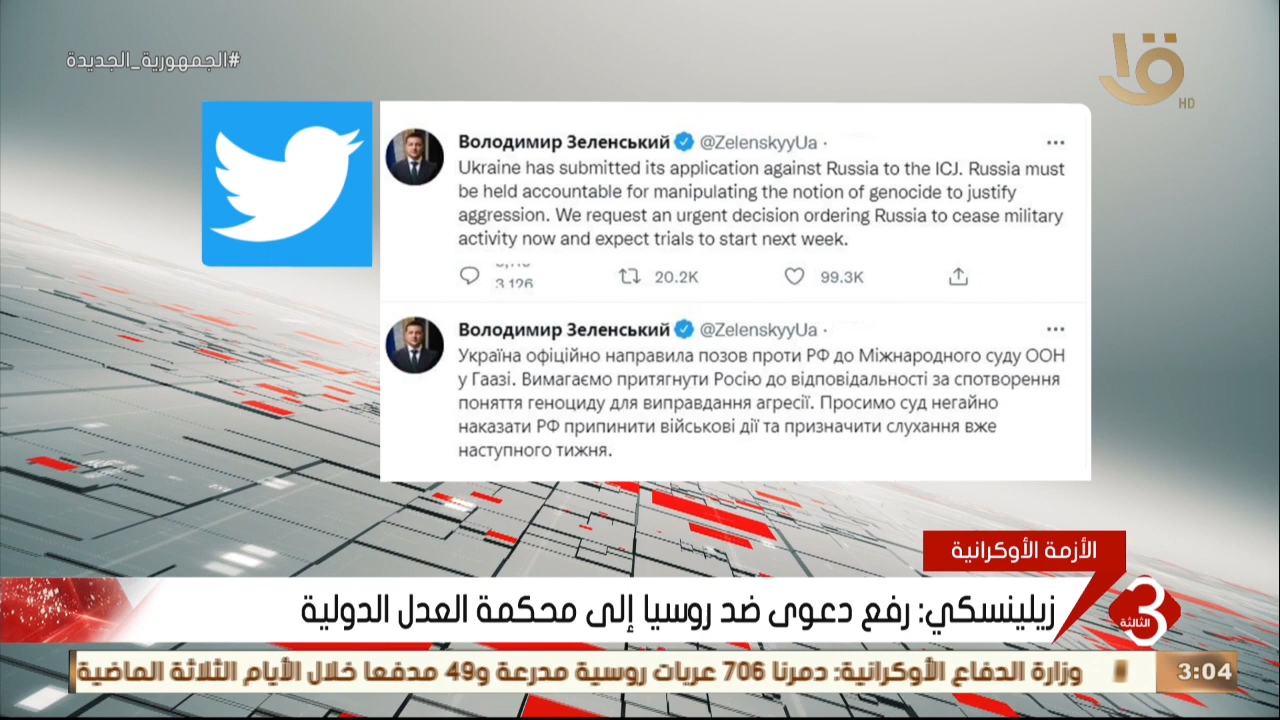 #الجمهورية_الجديدة
HD
Володимир Зеленський @ZelenskyyUa ·
Ukraine has submitted its application against Russia to the ICJ. Russia must
be held accountable for manipulating the notion of genocide to justify
aggression. We request an urgent decision ordering Russia to cease military
activity now and expect trials to start next week.
3,126 20.2K 99.3K
Володимир Зеленський @ZelenskyyUa ·
Україна офіційно направила позов проти РФ до Міжнародного суду ООН
у Гаазі. Вимагаємо притягнути Росію до відповідальності за спотворення
поняття геноциду для виправдання агресії. Просимо суд негайно
наказати РФ припинити військові дії та призначити слухання вже
наступного тижня.
الأزمة الأوكرانية
زيلينسكي: رفع دعوى ضد روسيا إلى محكمة العدل الدولية
3 الثالثة
وزارة الدفاع الأوكرانية: دمرنا 706 عربات روسية مدرعة و49 مدفعا خلال الأيام الثلاثة الماضية
3:04